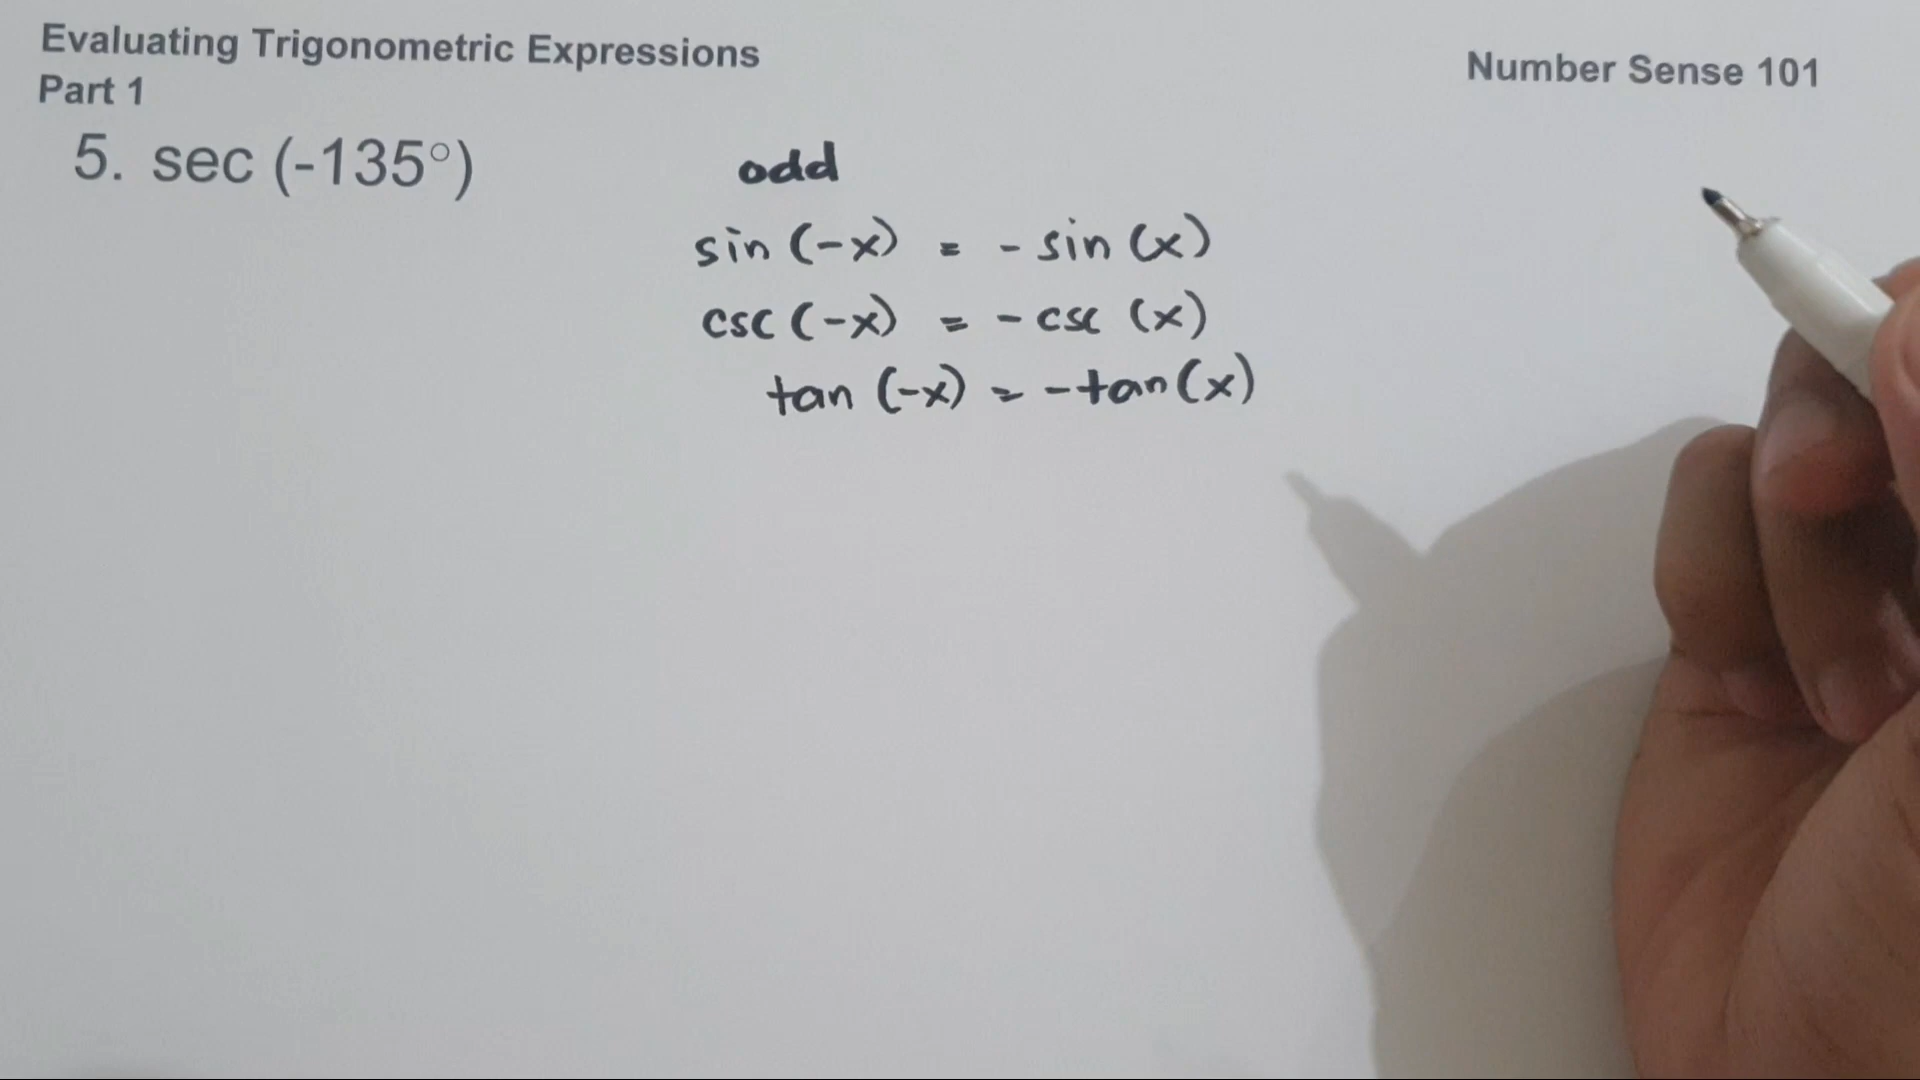 Evaluating Trigonometric Expressions
Part 1
Number Sense 101
5. sec (-135°)
odd
sin (-x) = - sin (x)
csc (-x) = - csc (x)
tan (-x) = -tan (x)